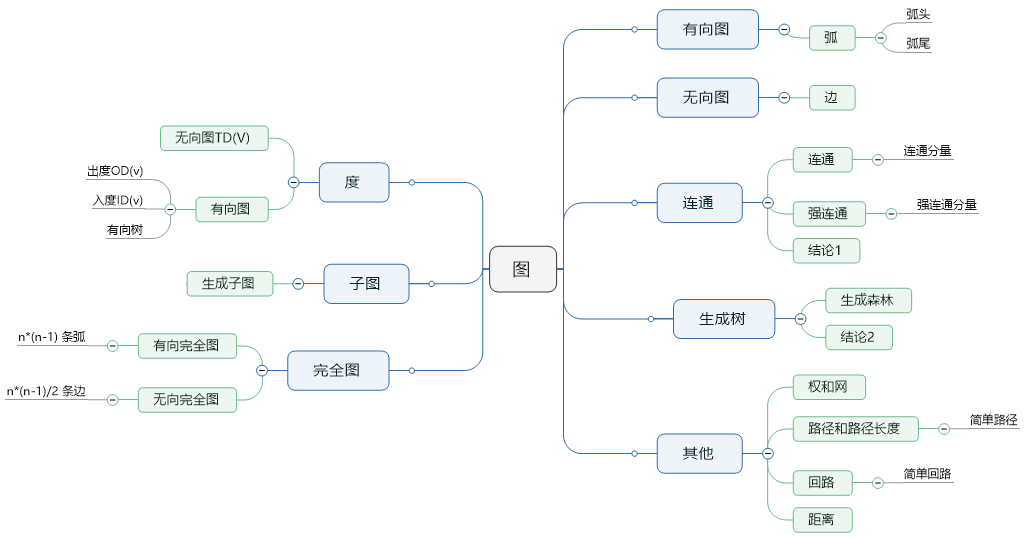 图
有向图
弧
弧头
弧尾
无向图
边
连通
连通
连通分量
强连通
强连通分量
结论1
生成树
生成森林
结论2
其他
权和网
路径和路径长度
简单路径
回路
简单回路
距离
度
无向图TD(V)
有向图
出度OD(v)
入度ID(v)
有向树
子图
生成子图
完全图
有向完全图
n*(n-1) 条弧
无向完全图
n*(n-1)/2 条边